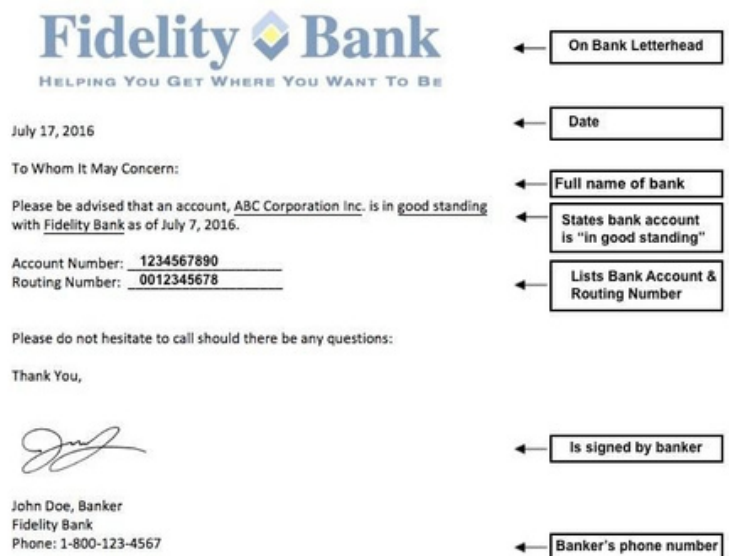 Fidelity Bank
HELPING YOU GET WHERE YOU WANT TO BE
On Bank Letterhead
July 17, 2016
Date
To Whom It May Concern:
Full name of bank
Please be advised that an account, ABC Corporation Inc. is in good standing
with Fidelity Bank as of July 7, 2016.
States bank account
is “in good standing”
Account Number: 1234567890
Routing Number: 0012345678
Lists Bank Account &
Routing Number
Please do not hesitate to call should there be any questions:
Thank You,
Is signed by banker
John Doe, Banker
Fidelity Bank
Phone: 1-800-123-4567
Banker's phone number